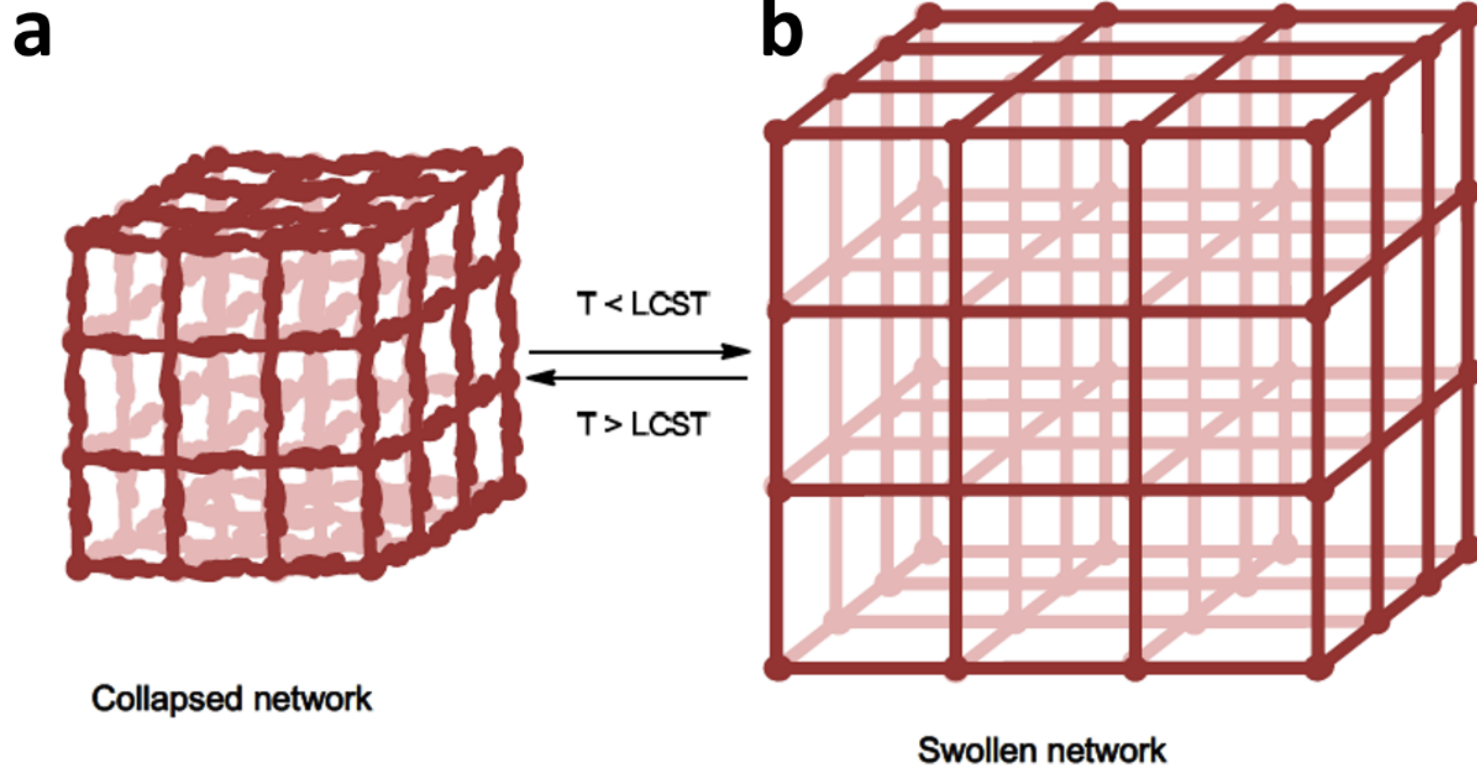 a
b
T < LCST
T > LCST
Collapsed network
Swollen network